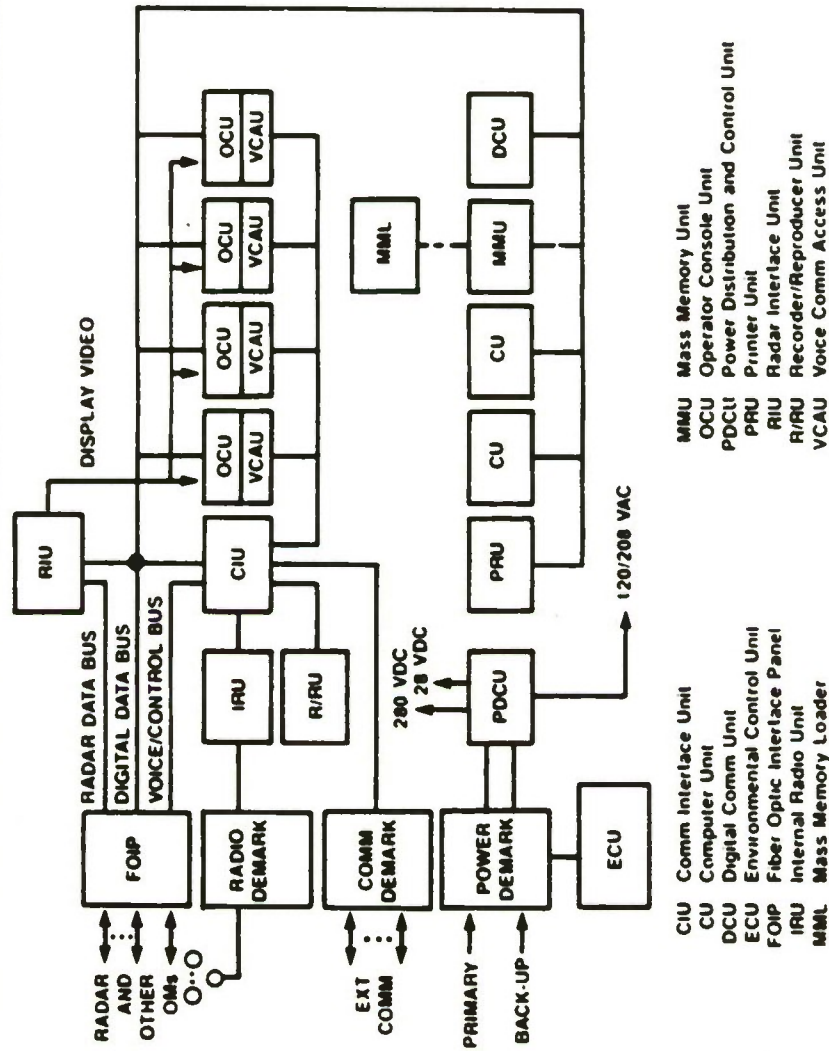 RADAR
AND
OTHER
OMs
FOIP
RADAR DATA BUS
DIGITAL DATA BUS
VOICE/CONTROL BUS
RIU
DISPLAY VIDEO
RADIO
DEMARK
IRU
R/RU
CIU
OCU
VCAU
OCU
VCAU
OCU
VCAU
OCU
VCAU
EXT
COMM
COMM
DEMARK
PRIMARY
BACK-UP
POWER
DEMARK
ECU
280 VDC
28 VDC
PDCU
120/208 VAC
MML
PRU
CU
CU
MMU
DCU
CIU Comm Interface Unit
CU Computer Unit
DCU Digital Comm Unit
ECU Environmental Control Unit
FOIP Fiber Optic Interface Panel
IRU Internal Radio Unit
MML Mass Memory Loader
MMU Mass Memory Unit
OCU Operator Console Unit
PDCU Power Distribution and Control Unit
PRU Printer Unit
RIU Radar Interface Unit
R/RU Recorder/Reproducer Unit
VCAU Voice Comm Access Unit